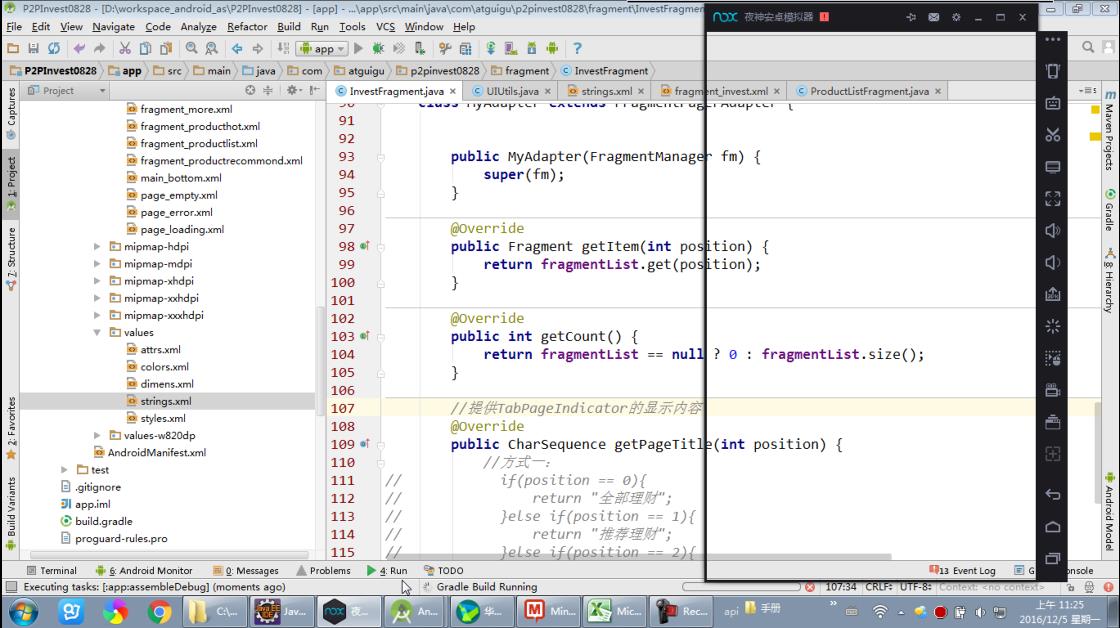 P2PInvest0828 - [D:\workspace_android_as\P2PInvest0828] - [app] - ...\app\src\main\java\com\atguigu\p2pinvest0828\fragment\InvestFragm
nox 夜神安卓模拟器
File Edit View Navigate Code Analyze Refactor Build Run Tools VCS Window Help
app
P2PInvest0828 app src main java com atguigu p2pinvest0828 fragment InvestFragment
Project
InvestFragment.java UIUtils.java strings.xml fragment_invest.xml ProductListFragment.java
Captures
1: Project
7: Structure
2: Favorites
Build Variants
fragment_more.xml
fragment_producthot.xml
fragment_productlist.xml
fragment_productrecommond.xml
main_bottom.xml
page_empty.xml
page_error.xml
page_loading.xml
mipmap-hdpi
mipmap-mdpi
mipmap-xhdpi
mipmap-xxhdpi
mipmap-xxxhdpi
values
attrs.xml
colors.xml
dimens.xml
strings.xml
styles.xml
values-w820dp
AndroidManifest.xml
test
.gitignore
app.iml
build.gradle
proguard-rules.pro
90 class MyAdapter extends FragmentPagerAdapter {
91
92
93 public MyAdapter(FragmentManager fm) {
94 super(fm);
95 }
96
97 @Override
98 public Fragment getItem(int position) {
99 return fragmentList.get(position);
100 }
101
102 @Override
103 public int getCount() {
104 return fragmentList == null ? 0 : fragmentList.size();
105 }
106
107 //提供TabPageIndicator的显示内容
108 @Override
109 public CharSequence getPageTitle(int position) {
110 //方式一:
111 // if(position == 0){
112 // return "全部理财";
113 // }else if(position == 1){
114 // return "推荐理财";
115 // }else if(position == 2){
Maven Projects
Gradle
Hierarchy
Android Model
Terminal 6: Android Monitor 0: Messages Problems 4: Run TODO 13 Event Log onsole
Executing tasks: [:app:assembleDebug] (moments ago) Gradle Build Running 107:34 CRLF÷ UTF-8÷ Context: <no context>
C:\... Jav... 夜... An... 华... Min... Mic... Rec... api 手册
上午 11:25
2016/12/5 星期一